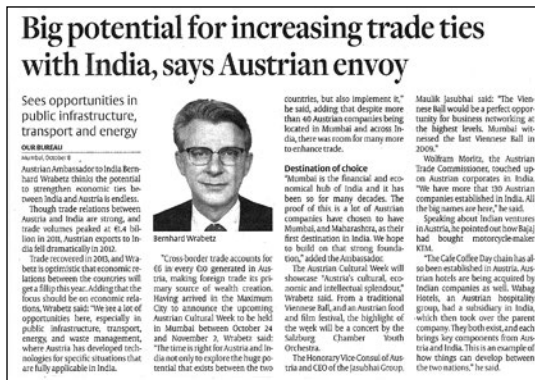 Big potential for increasing trade ties
with India, says Austrian envoy
Sees opportunities in
public infrastructure,
transport and energy
OUR BUREAU
Mumbai, October 8
Austrian Ambassador to India Bern-
hard Wrabetz thinks the potential
to strengthen economic ties be-
tween India and Austria is endless.
Though trade relations between
Austria and India are strong, and
trade volumes peaked at €1.4 bil-
lion in 2011, Austrian exports to In-
dia fell dramatically in 2012.
Trade recovered in 2013, and Wra-
betz is optimistic that economic re-
lations between the countries will
get a fillip this year. Adding that the
focus should be on economic rela-
tions, Wrabetz said: "We see a lot of
opportunities here, especially in
public infrastructure, transport,
energy, and waste management,
where Austria has developed tech-
nologies for specific situations that
are fully applicable in India.
Bernhard Wrabetz
"Cross-border trade accounts for
€6 in every €10 generated in Aus-
tria, making foreign trade its pri-
mary source of wealth creation.
Having arrived in the Maximum
City to announce the upcoming
Austrian Cultural Week to be held
in Mumbai between October 24
and November 2, Wrabetz said:
"The time is right for Austria and In-
dia not only to explore the huge po-
tential that exists between the two
countries, but also implement it,"
he said, adding that despite more
than 40 Austrian companies being
located in Mumbai and across In-
dia, there was room for many more
to enhance trade.
Destination of choice
"Mumbai is the financial and eco-
nomical hub of India and it has
been so for many decades. The
proof of this is a lot of Austrian
companies have chosen to have
Mumbai, and Maharashtra, as their
first destination in India. We hope
to build on that strong founda-
tion," added the Ambassador.
The Austrian Cultural Week will
showcase "Austria's cultural, eco-
nomic and intellectual splendour,"
Wrabetz said. From a traditional
Viennese Ball, and an Austrian food
and film festival, the highlight of
the week will be a concert by the
Salzburg Chamber Youth
Orchestra.
The Honorary Vice Consul of Aus-
tria and CEO of the Jasubhai Group,
Maulik Jasubhai said: "The Vien-
nese Ball would be a perfect oppor-
tunity for business networking at
the highest levels. Mumbai wit-
nessed the last Viennese Ball in
2009."
Wolfram Moritz, the Austrian
Trade Commissioner, touched up-
on Austrian corporates in India.
"We have more than 130 Austrian
companies established in India. All
the big names are here," he said.
Speaking about Indian ventures
in Austria, he pointed out how Bajaj
had bought motorcycle-maker
KTM.
"The Cafe Coffee Day chain has al-
so been established in Austria. Aus-
trian hotels are being acquired by
Indian companies as well. Wabag
Hotels, an Austrian hospitality
group, had a subsidiary in India,
which then took over the parent
company. They both exist, and each
brings key components from Aus-
tria and India. This is an example of
how things can develop between
the two nations," he said.